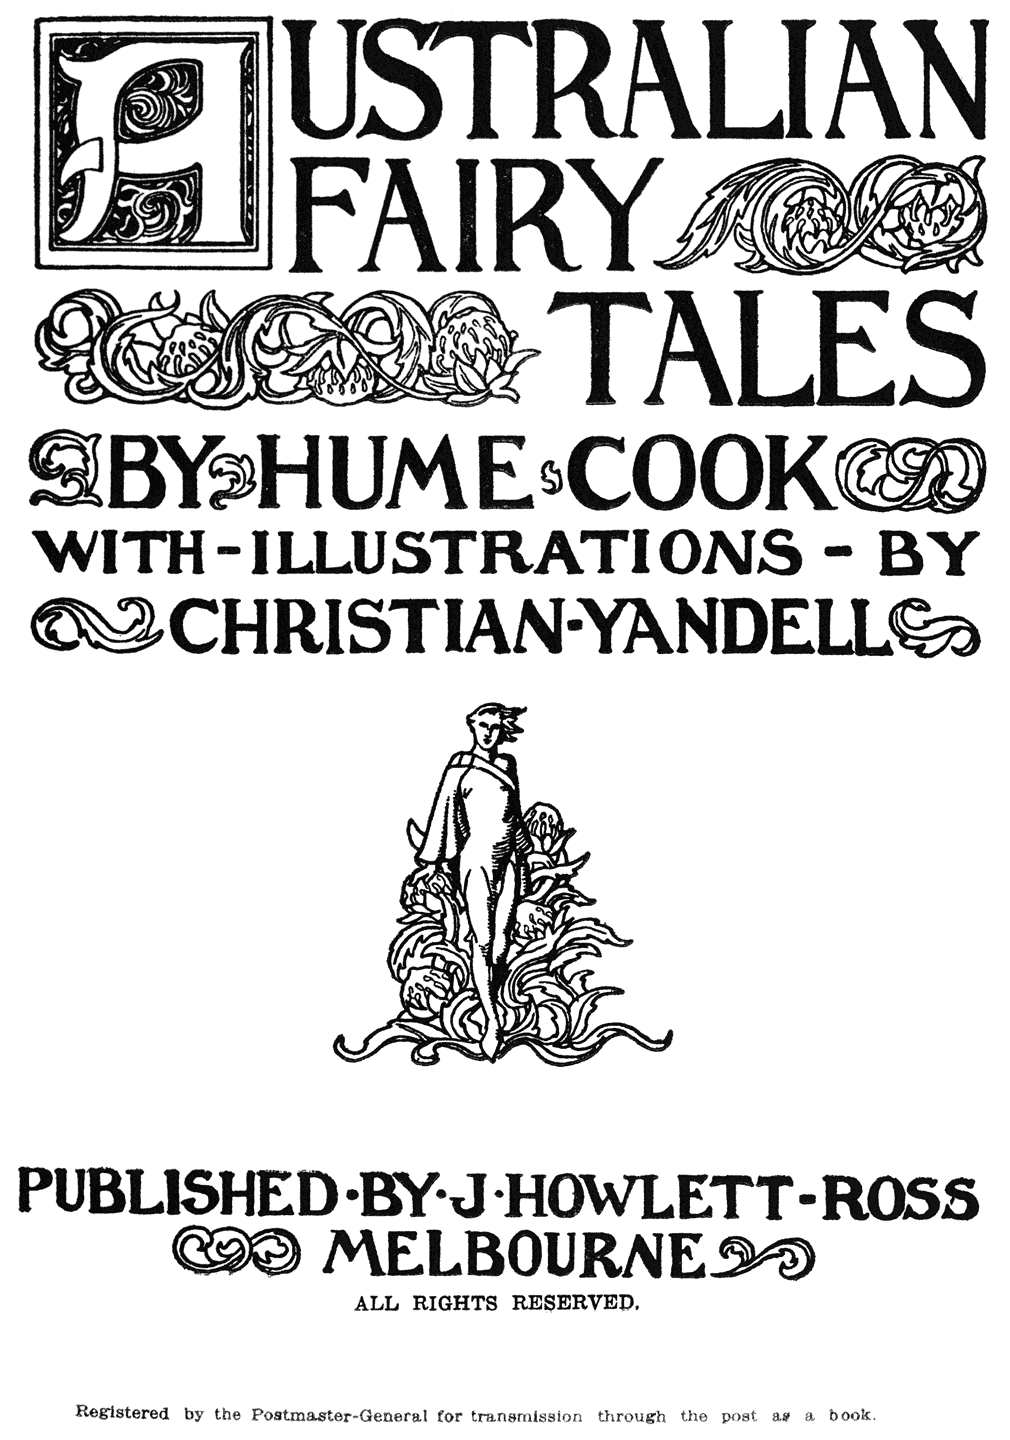 AUSTRALIAN
FAIRY
TALES
BY HUME COOK
WITH-ILLUSTRATIONS-BY
CHRISTIAN-YANDELL
PUBLISHED·BY·J·HOWLETT-ROSS
MELBOURNE
ALL RIGHTS RESERVED.
Registered by the Postmaster-General for transmission through the post as a book.